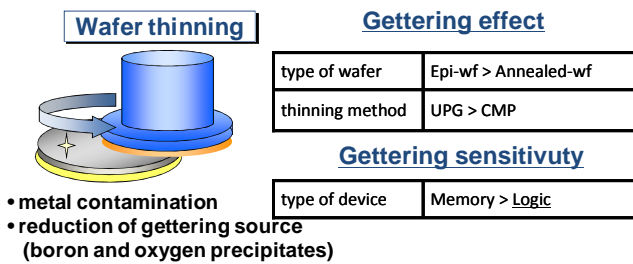 Wafer thinning
• metal contamination
• reduction of gettering source
(boron and oxygen precipitates)
Gettering effect
type of wafer Epi-wf > Annealed-wf
thinning method UPG > CMP
Gettering sensitivuty
type of device Memory > Logic